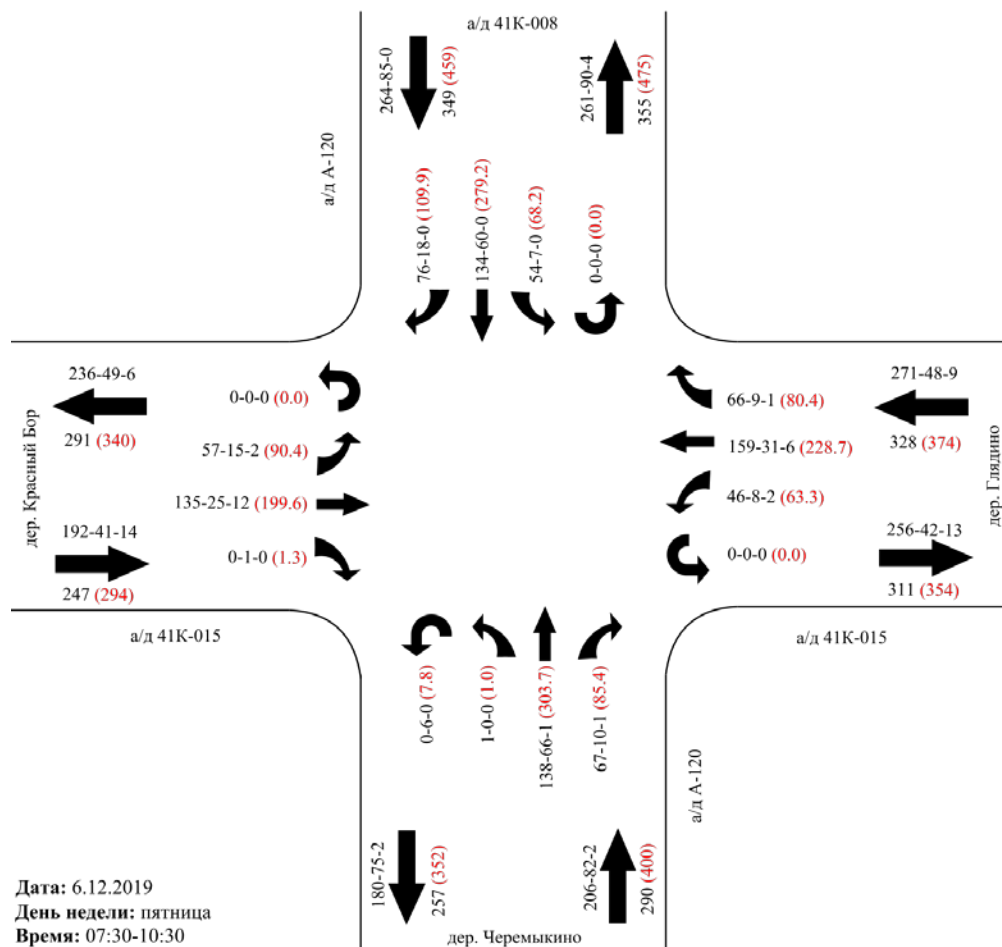 а/д 41К-008
264-85-0
349 (459)
261-90-4
355 (475)
а/д А-120
76-18-0 (109.9)
134-60-0 (279.2)
54-7-0 (68.2)
0-0-0 (0.0)
236-49-6
291 (340)
дер. Красный Бор
192-41-14
247 (294)
0-0-0 (0.0)
57-15-2 (90.4)
135-25-12 (199.6)
0-1-0 (1.3)
66-9-1 (80.4)
159-31-6 (228.7)
46-8-2 (63.3)
0-0-0 (0.0)
271-48-9
328 (374)
дер. Глядино
256-42-13
311 (354)
а/д 41К-015
а/д 41К-015
0-6-0 (7.8)
1-0-0 (1.0)
138-66-1 (303.7)
67-10-1 (85.4)
а/д А-120
180-75-2
257 (352)
206-82-2
290 (400)
Дата: 6.12.2019
День недели: пятница
Время: 07:30-10:30
дер. Черемыкино